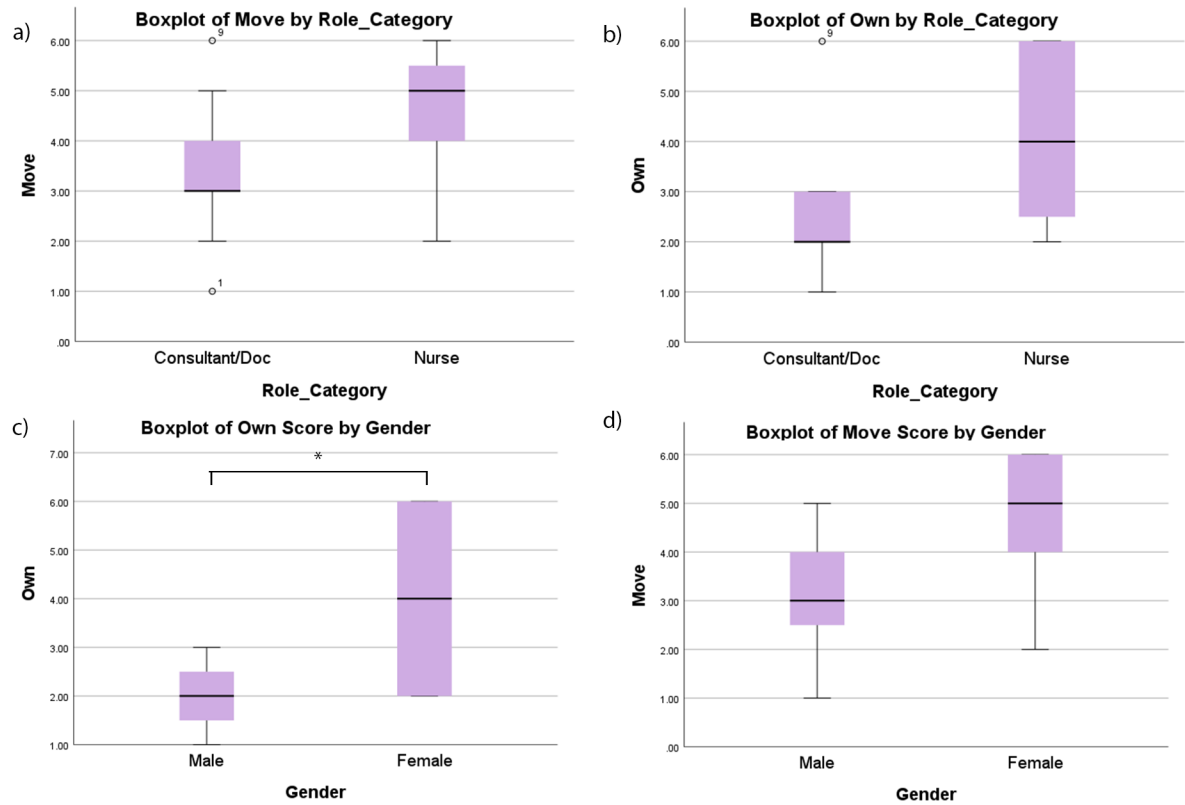 a)
Boxplot of Move by Role_Category
9
6.00
5.00
4.00
3.00
2.00
1.00
.00
1
Move
Consultant/Doc
Nurse
Role_Category
b)
Boxplot of Own by Role_Category
9
6.00
5.00
4.00
3.00
2.00
1.00
.00
Own
Consultant/Doc
Nurse
Role_Category
c)
Boxplot of Own Score by Gender
*
7.00
6.00
5.00
4.00
3.00
2.00
1.00
Own
Male
Female
Gender
d)
Boxplot of Move Score by Gender
6.00
5.00
4.00
3.00
2.00
1.00
.00
Move
Male
Female
Gender